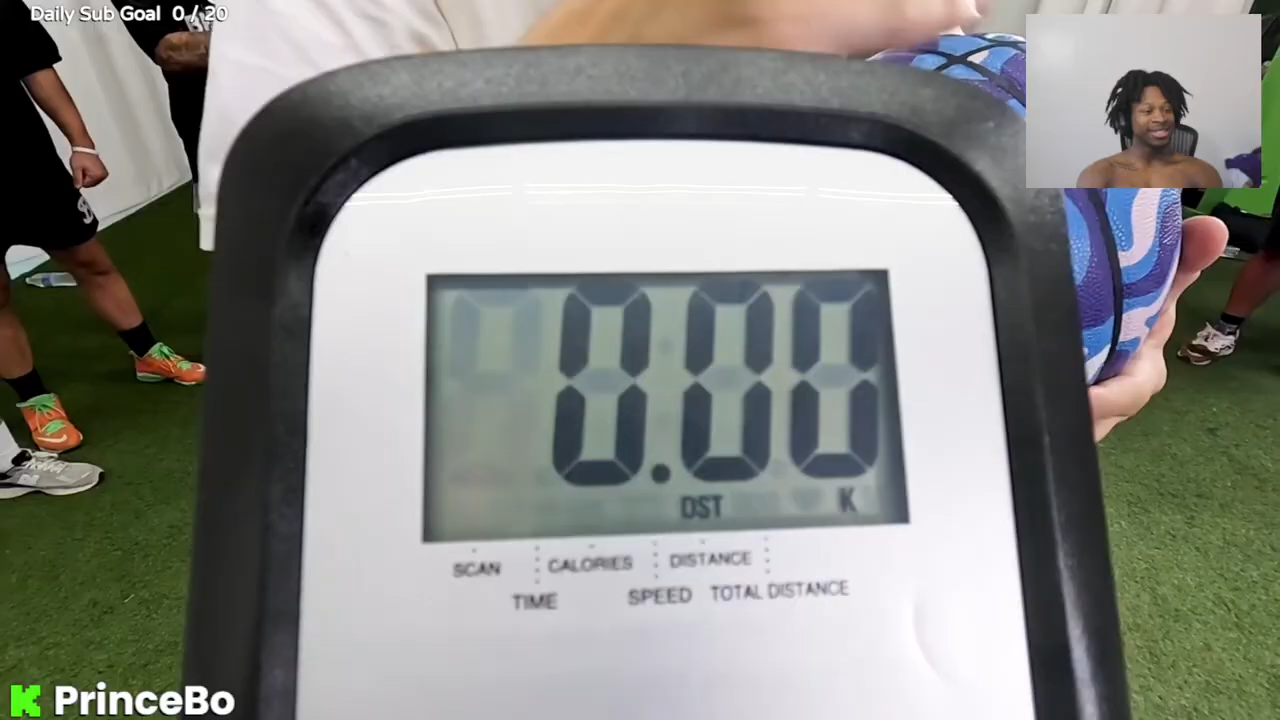 Daily Sub Goal 0 / 20
0.00
DST K
SCAN CALORIES DISTANCE
TIME SPEED TOTAL DISTANCE
PrinceBo